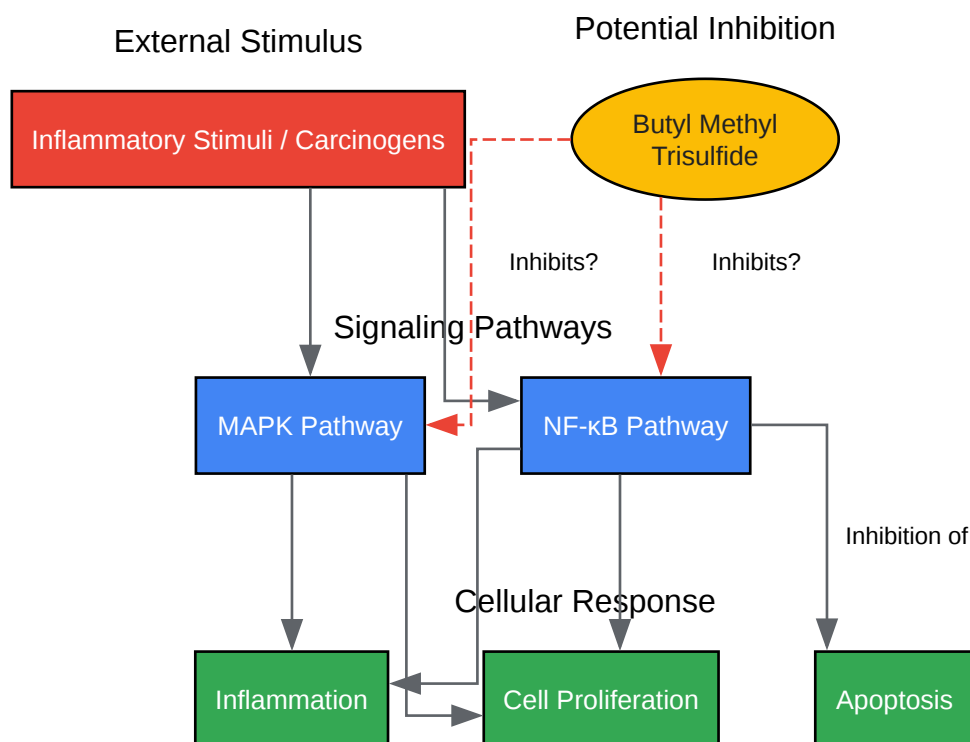 External Stimulus
Potential Inhibition
Inflammatory Stimuli / Carcinogens
Butyl Methyl
Trisulfide
Inhibits?
Inhibits?
Signaling Pathways
MAPK Pathway
NF-κB Pathway
Inhibition of
Cellular Response
Inflammation
Cell Proliferation
Apoptosis